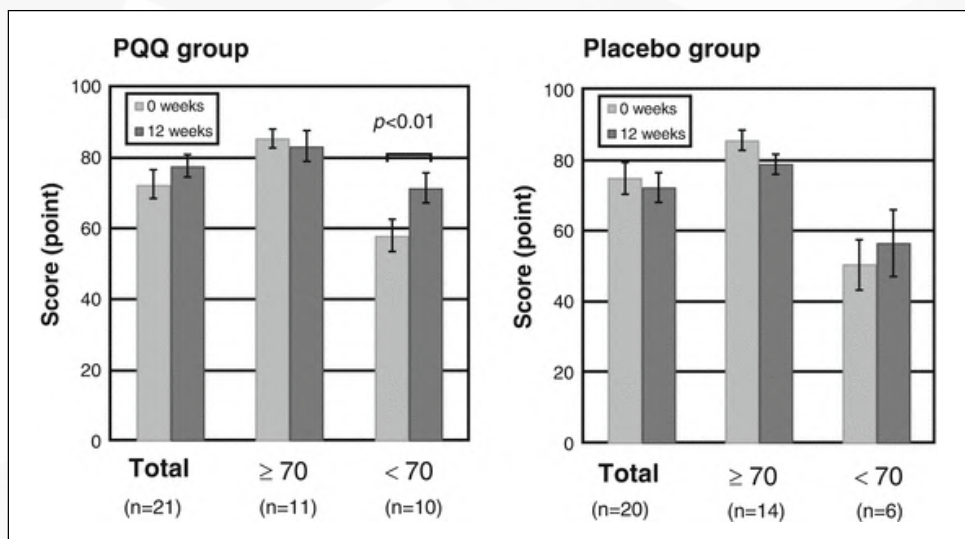 PQQ group
100
80
60
40
20
0
Score (point)
0 weeks
12 weeks
p<0.01
Total
≥ 70
< 70
(n=21)
(n=11)
(n=10)
Placebo group
100
80
60
40
20
0
Score (point)
0 weeks
12 weeks
Total
≥ 70
< 70
(n=20)
(n=14)
(n=6)